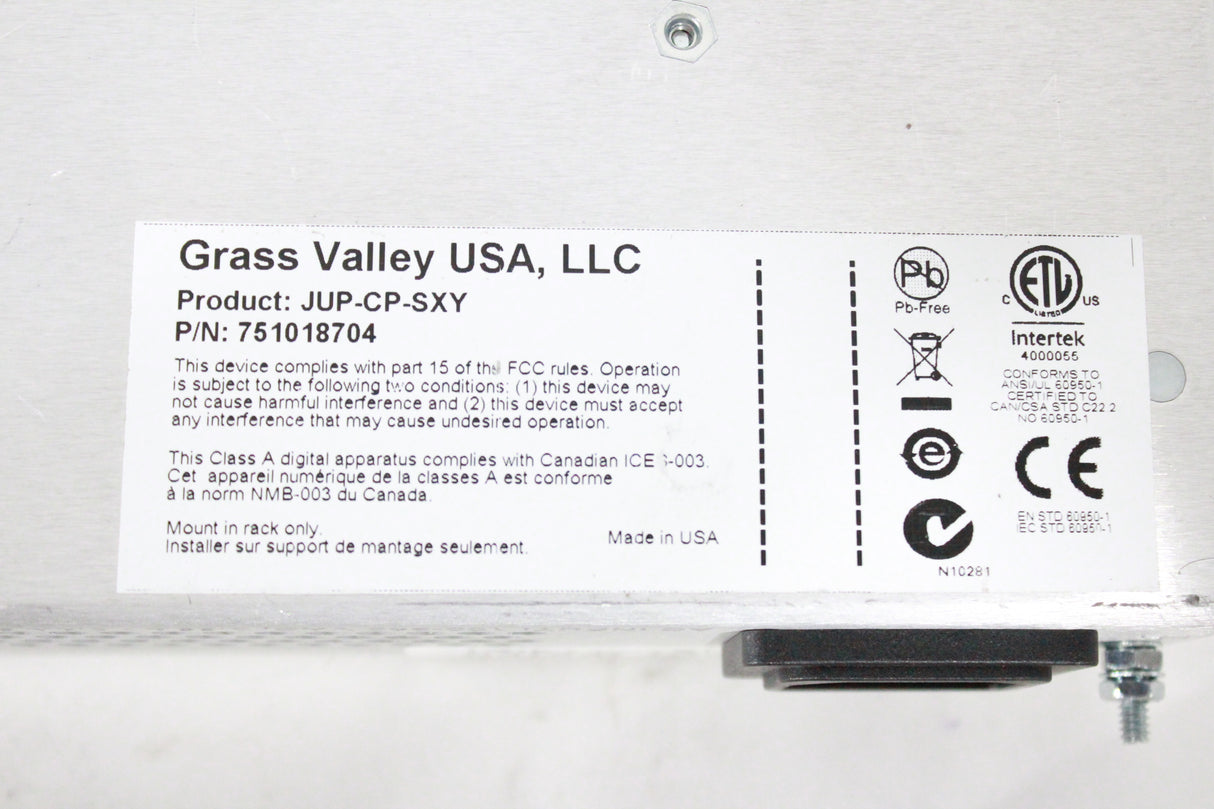 Grass Valley USA, LLC
Product: JUP-CP-SXY
P/N: 751018704
This device complies with part 15 of the FCC rules. Operation
is subject to the following two conditions: (1) this device may
not cause harmful interference and (2) this device must accept
any interference that may cause undesired operation.
This Class A digital apparatus complies with Canadian ICES-003.
Cet appareil numérique de la classes A est conforme
à la norm NMB-003 du Canada.
Mount in rack only.
Installer sur support de mantage seulement.
Made in USA
Pb
Pb-Free
e
N10281
C ETL US
LISTED
Intertek
4000055
CONFORMS TO
ANSI/UL 60950-1
CERTIFIED TO
CAN/CSA STD C22.2
NO 60950-1
CE
EN STD 60950-1
IEC STD 60950-1